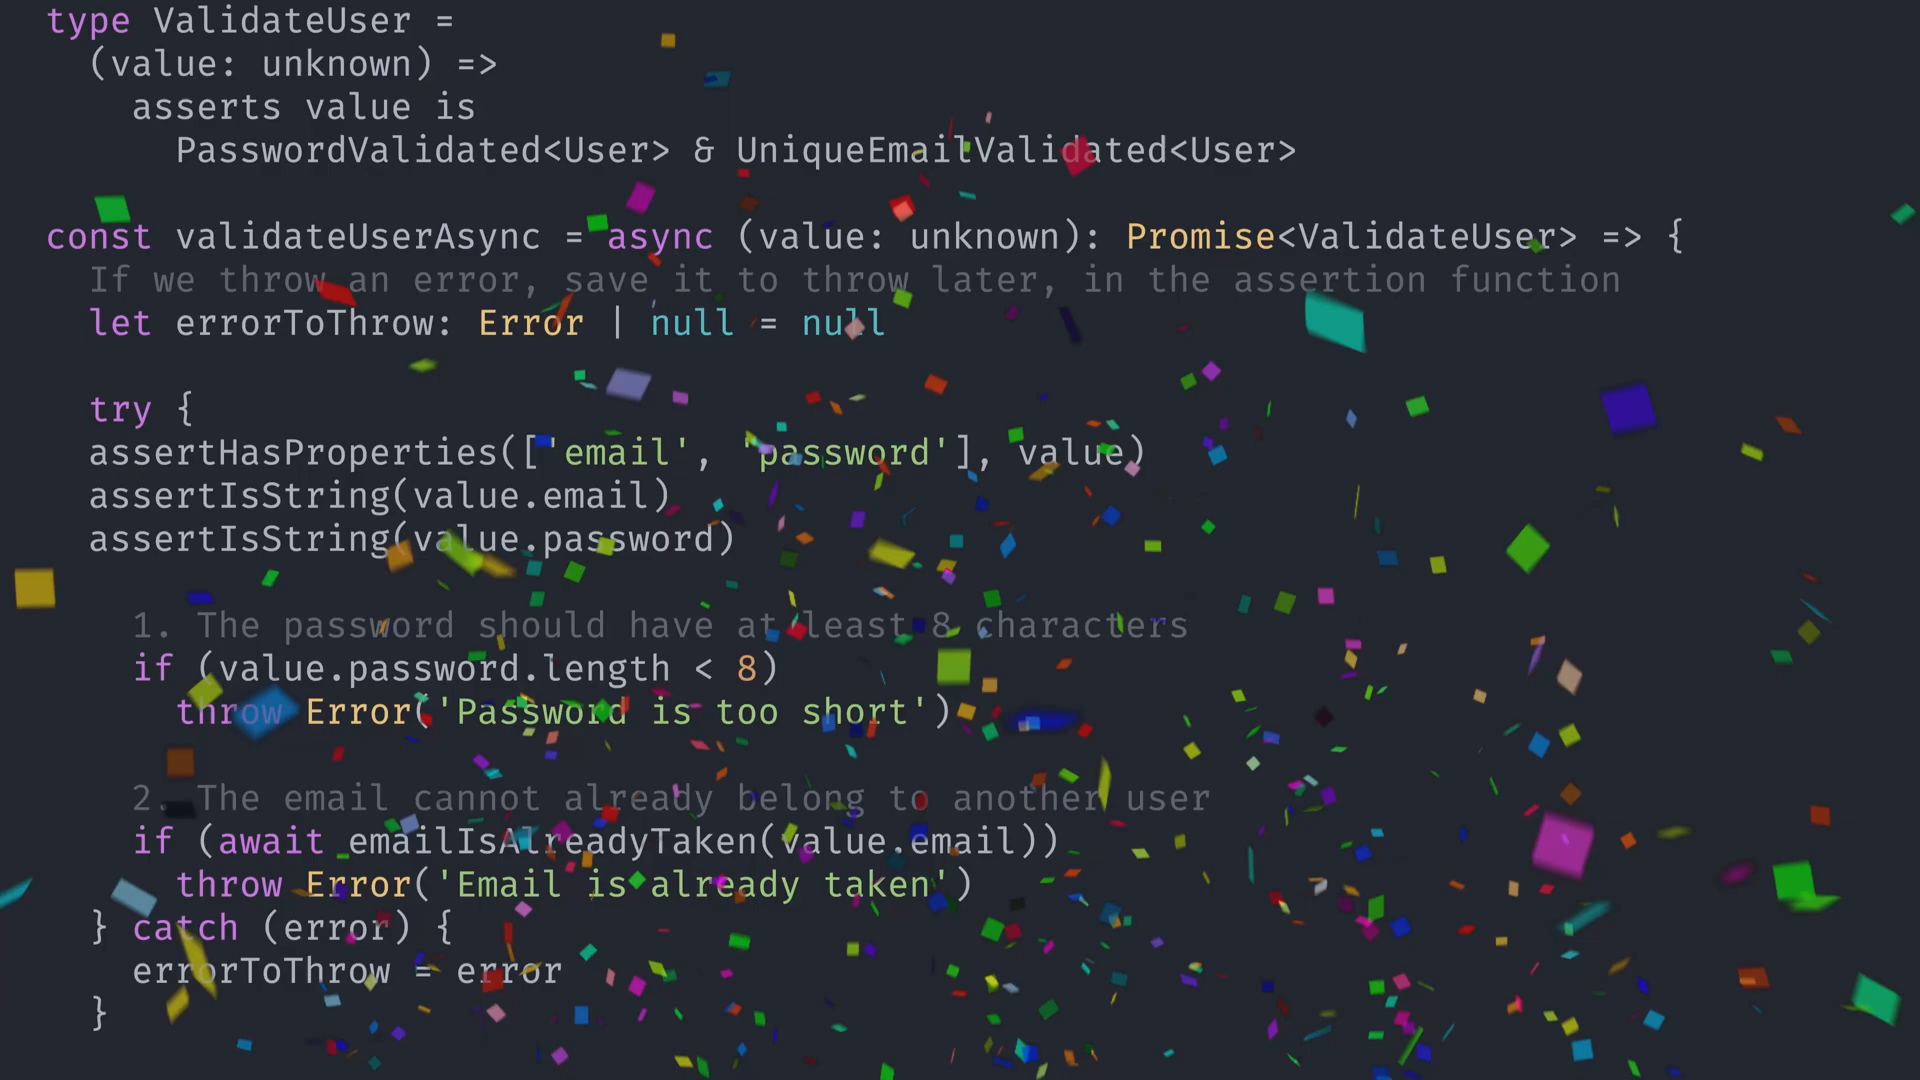 type ValidateUser =
(value: unknown) =>
asserts value is
PasswordValidated<User> & UniqueEmailValidated<User>
const validateUserAsync = async (value: unknown): Promise<ValidateUser> => {
If we throw an error, save it to throw later, in the assertion function
let errorToThrow: Error | null = null
try {
assertHasProperties(['email', 'password'], value)
assertIsString(value.email)
assertIsString(value.password)
1. The password should have at least 8 characters
if (value.password.length < 8)
throw Error('Password is too short')
2. The email cannot already belong to another user
if (await emailIsAlreadyTaken(value.email))
throw Error('Email is already taken')
} catch (error) {
errorToThrow = error
}